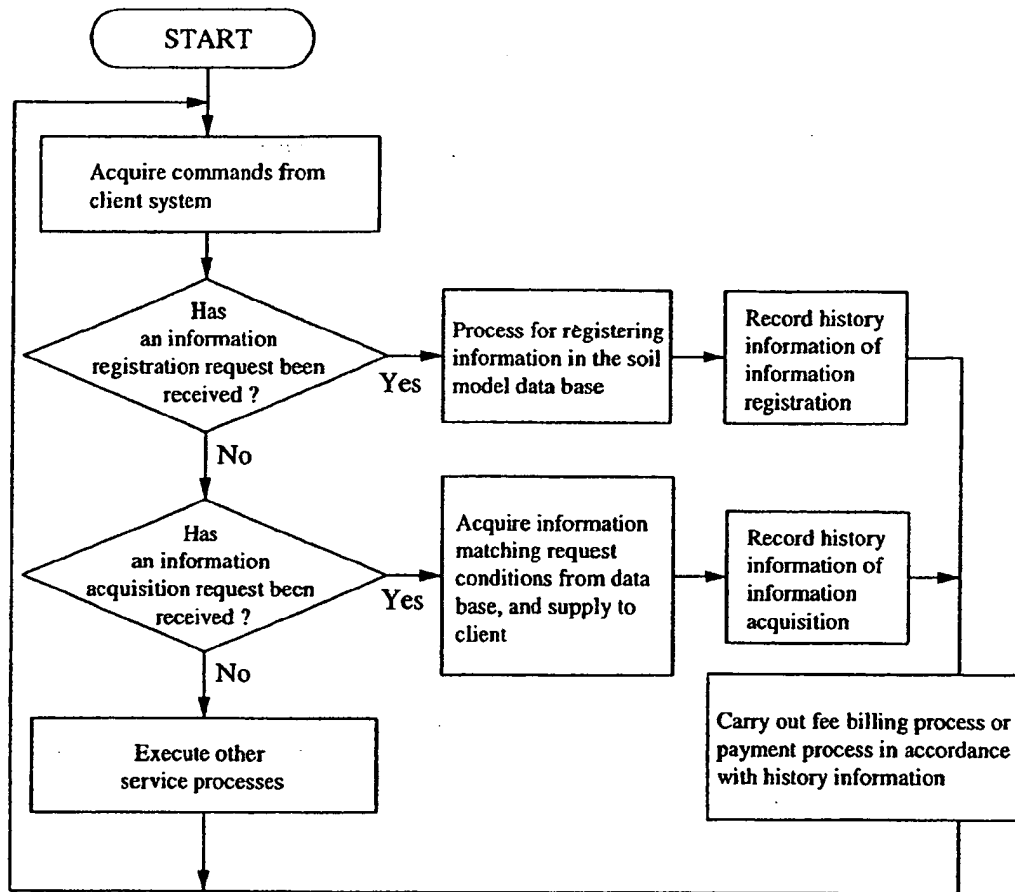 START
Acquire commands from
client system
Has
an information
registration request been
received ?
Yes
No
Process for registering
information in the soil
model data base
Record history
information of
information
registration
Has
an information
acquisition request been
received ?
Yes
No
Acquire information
matching request
conditions from data
base, and supply to
client
Record history
information of
information
acquisition
Execute other
service processes
Carry out fee billing process or
payment process in accordance
with history information